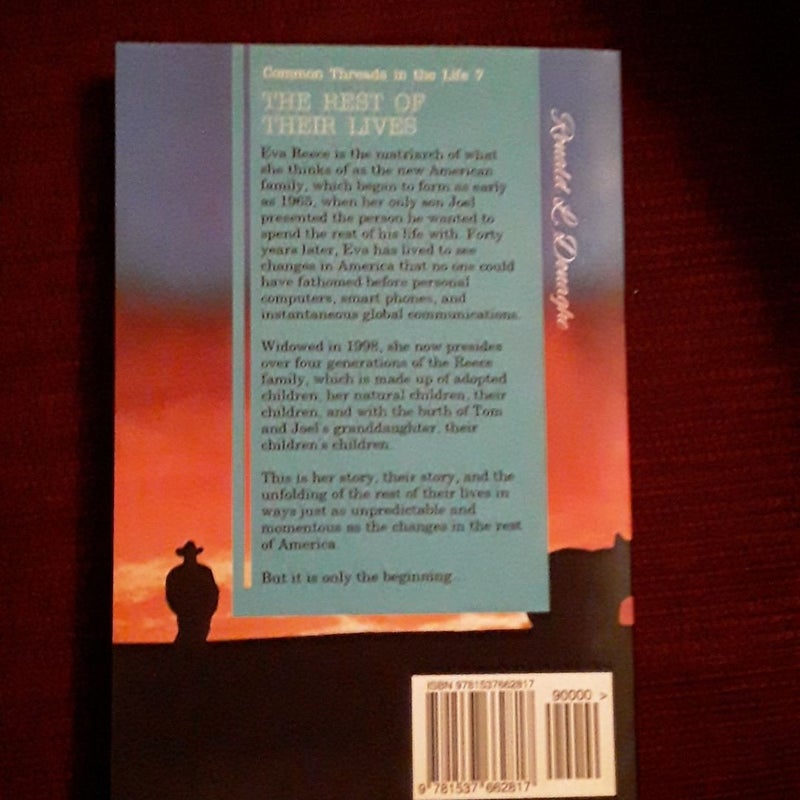 Common Threads in the Life 7
THE REST OF
THEIR LIVES
Eva Reece is the matriarch of what
she thinks of as the new American
family, which began to form as early
as 1965, when her only son Joel
presented the person he wanted to
spend the rest of his life with. Forty
years later, Eva has lived to see
changes in America that no one could
have fathomed before personal
computers, smart phones, and
instantaneous global communications.
Widowed in 1998, she now presides
over four generations of the Reece
family, which is made up of adopted
children, her natural children, their
children, and with the birth of Tom
and Joel's granddaughter, their
children's children.
This is her story, their story, and the
unfolding of the rest of their lives in
ways just as unpredictable and
momentous as the changes in the rest
of America.
But it is only the beginning...
Ronald L. Donaghe
ISBN 9781537662817
90000 >
9 781537 662817